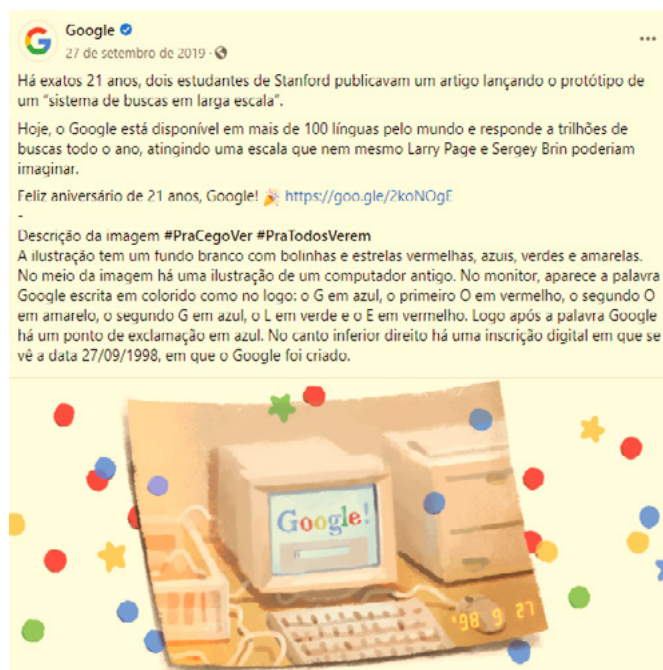 Google
27 de setembro de 2019 ·
Há exatos 21 anos, dois estudantes de Stanford publicavam um artigo lançando o protótipo de
um “sistema de buscas em larga escala”.
Hoje, o Google está disponível em mais de 100 línguas pelo mundo e responde a trilhões de
buscas todo o ano, atingindo uma escala que nem mesmo Larry Page e Sergey Brin poderiam
imaginar.
Feliz aniversário de 21 anos, Google! 🎉 https://goo.gle/2koNOgE
-
Descrição da imagem #PraCegoVer #PraTodosVerem
A ilustração tem um fundo branco com bolinhas e estrelas vermelhas, azuis, verdes e amarelas.
No meio da imagem há uma ilustração de um computador antigo. No monitor, aparece a palavra
Google escrita em colorido como no logo: o G em azul, o primeiro O em vermelho, o segundo O
em amarelo, o segundo G em azul, o L em verde e o E em vermelho. Logo após a palavra Google
há um ponto de exclamação em azul. No canto inferior direito há uma inscrição digital em que se
vê a data 27/09/1998, em que o Google foi criado.
Google!
'98 9 27